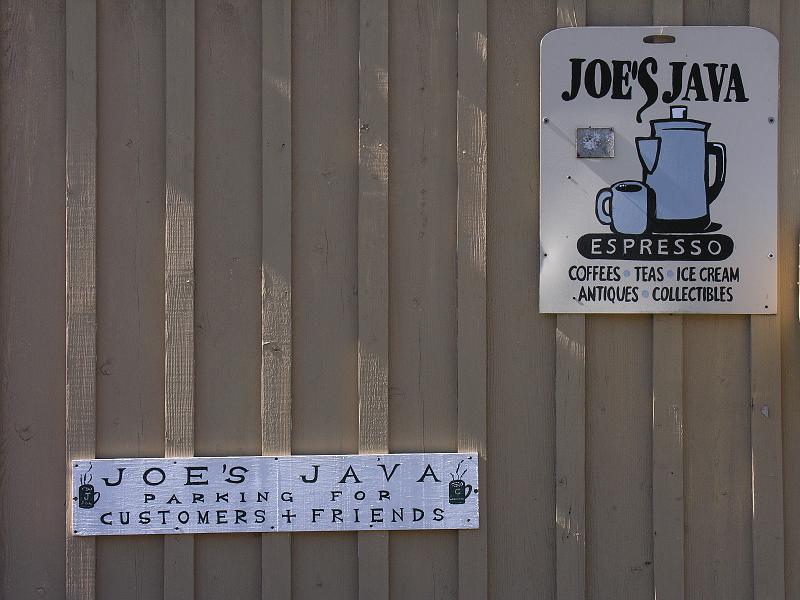 JOE'S JAVA
ESPRESSO
COFFEES • TEAS • ICE CREAM
ANTIQUES • COLLECTIBLES
JOE'S JAVA
PARKING FOR
CUSTOMERS + FRIENDS